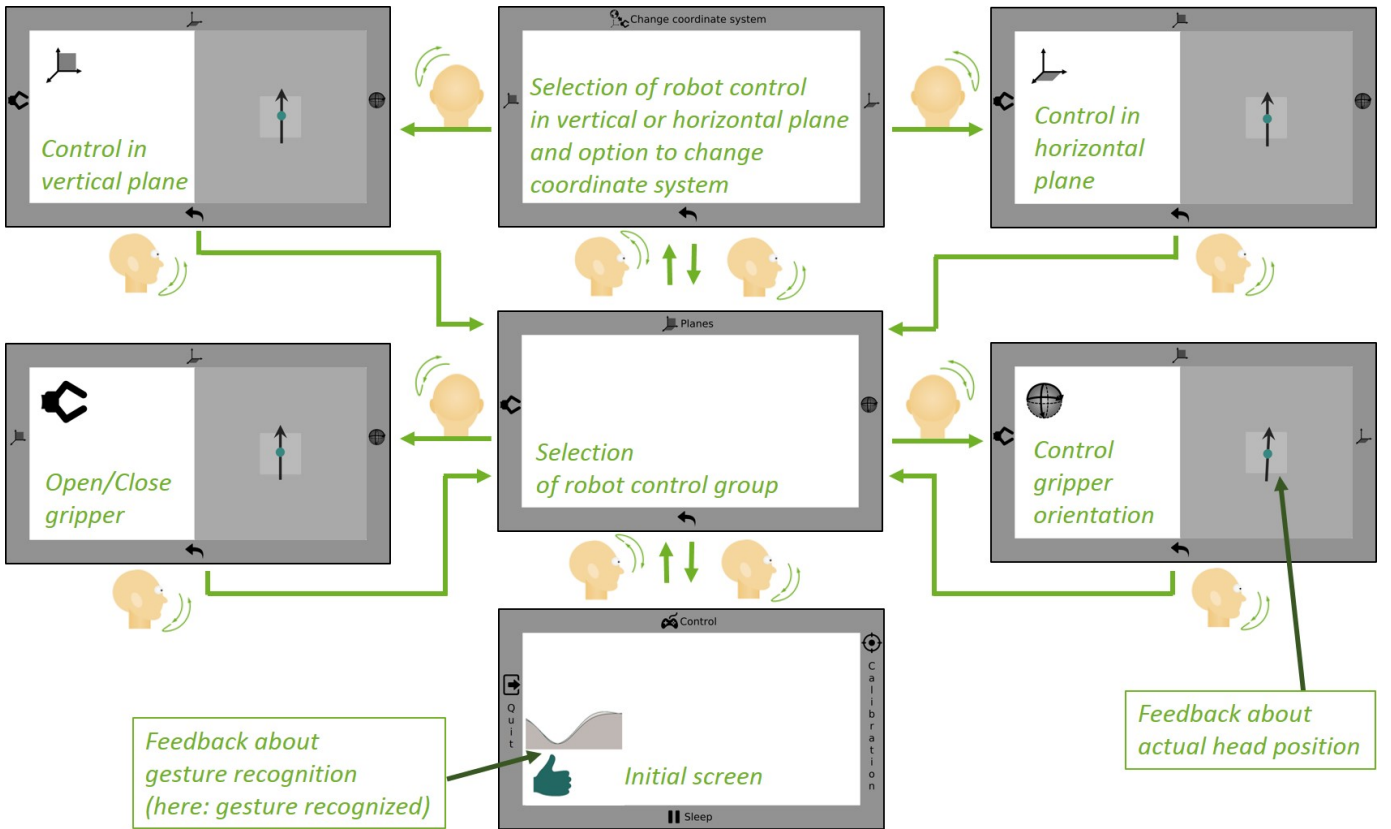 Change coordinate system
Control in
vertical plane
Selection of robot control
in vertical or horizontal plane
and option to change
coordinate system
Control in
horizontal
plane
Planes
Open/Close
gripper
Selection
of robot control group
Control
gripper
orientation
Control
Quit
Calibration
Feedback about
gesture recognition
(here: gesture recognized)
Initial screen
Sleep
Feedback about
actual head position